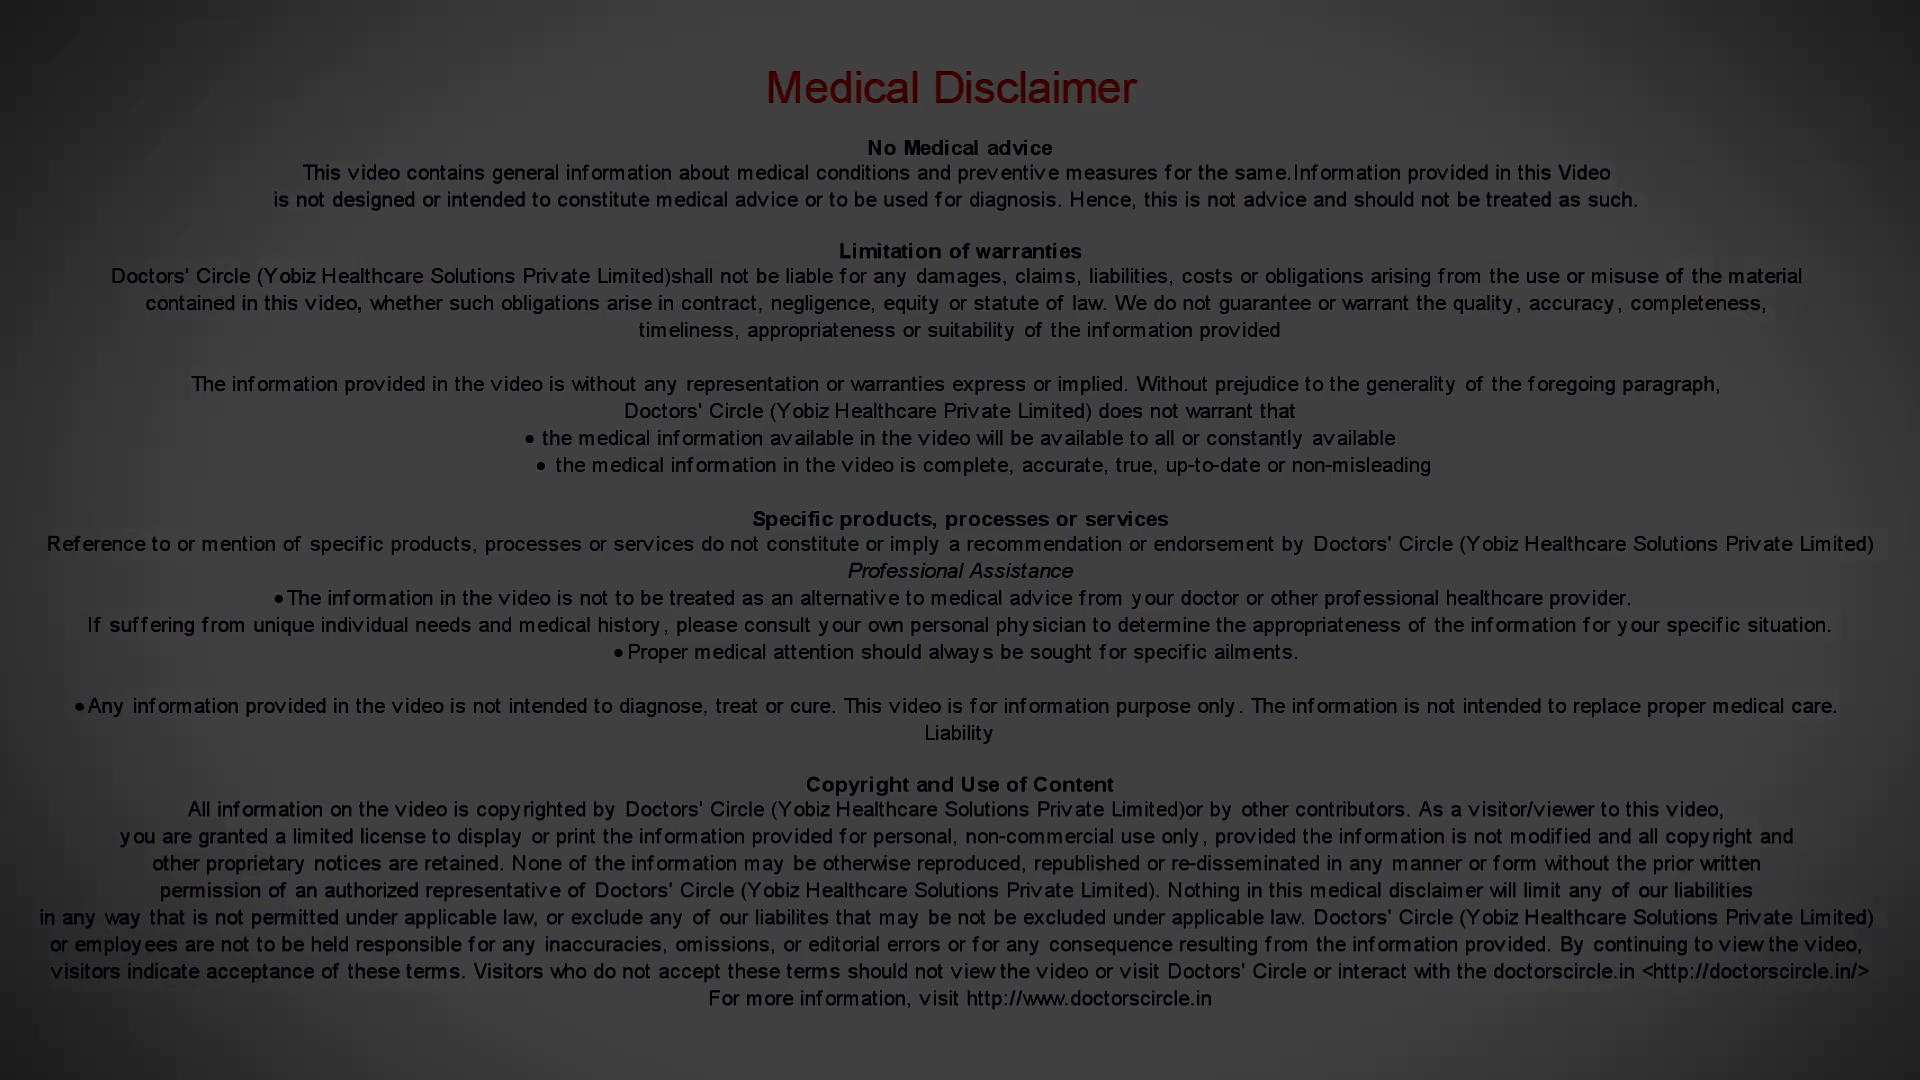 Medical Disclaimer
No Medical advice
This video contains general information about medical conditions and preventive measures for the same.Information provided in this Video
is not designed or intended to constitute medical advice or to be used for diagnosis. Hence, this is not advice and should not be treated as such.
Limitation of warranties
Doctors' Circle (Yobiz Healthcare Solutions Private Limited)shall not be liable for any damages, claims, liabilities, costs or obligations arising from the use or misuse of the material
contained in this video, whether such obligations arise in contract, negligence, equity or statute of law. We do not guarantee or warrant the quality, accuracy, completeness,
timeliness, appropriateness or suitability of the information provided
The information provided in the video is without any representation or warranties express or implied. Without prejudice to the generality of the foregoing paragraph,
Doctors' Circle (Yobiz Healthcare Private Limited) does not warrant that
• the medical information available in the video will be available to all or constantly available
• the medical information in the video is complete, accurate, true, up-to-date or non-misleading
Specific products, processes or services
Reference to or mention of specific products, processes or services do not constitute or imply a recommendation or endorsement by Doctors' Circle (Yobiz Healthcare Solutions Private Limited)
Professional Assistance
•The information in the video is not to be treated as an alternative to medical advice from your doctor or other professional healthcare provider.
If suffering from unique individual needs and medical history, please consult your own personal physician to determine the appropriateness of the information for your specific situation.
•Proper medical attention should always be sought for specific ailments.
•Any information provided in the video is not intended to diagnose, treat or cure. This video is for information purpose only. The information is not intended to replace proper medical care.
Liability
Copyright and Use of Content
All information on the video is copyrighted by Doctors' Circle (Yobiz Healthcare Solutions Private Limited)or by other contributors. As a visitor/viewer to this video,
you are granted a limited license to display or print the information provided for personal, non-commercial use only, provided the information is not modified and all copyright and
other proprietary notices are retained. None of the information may be otherwise reproduced, republished or re-disseminated in any manner or form without the prior written
permission of an authorized representative of Doctors' Circle (Yobiz Healthcare Solutions Private Limited). Nothing in this medical disclaimer will limit any of our liabilities
in any way that is not permitted under applicable law, or exclude any of our liabilites that may be not be excluded under applicable law. Doctors' Circle (Yobiz Healthcare Solutions Private Limited)
or employees are not to be held responsible for any inaccuracies, omissions, or editorial errors or for any consequence resulting from the information provided. By continuing to view the video,
visitors indicate acceptance of these terms. Visitors who do not accept these terms should not view the video or visit Doctors' Circle or interact with the doctorscircle.in <http://doctorscircle.in/>
For more information, visit http://www.doctorscircle.in